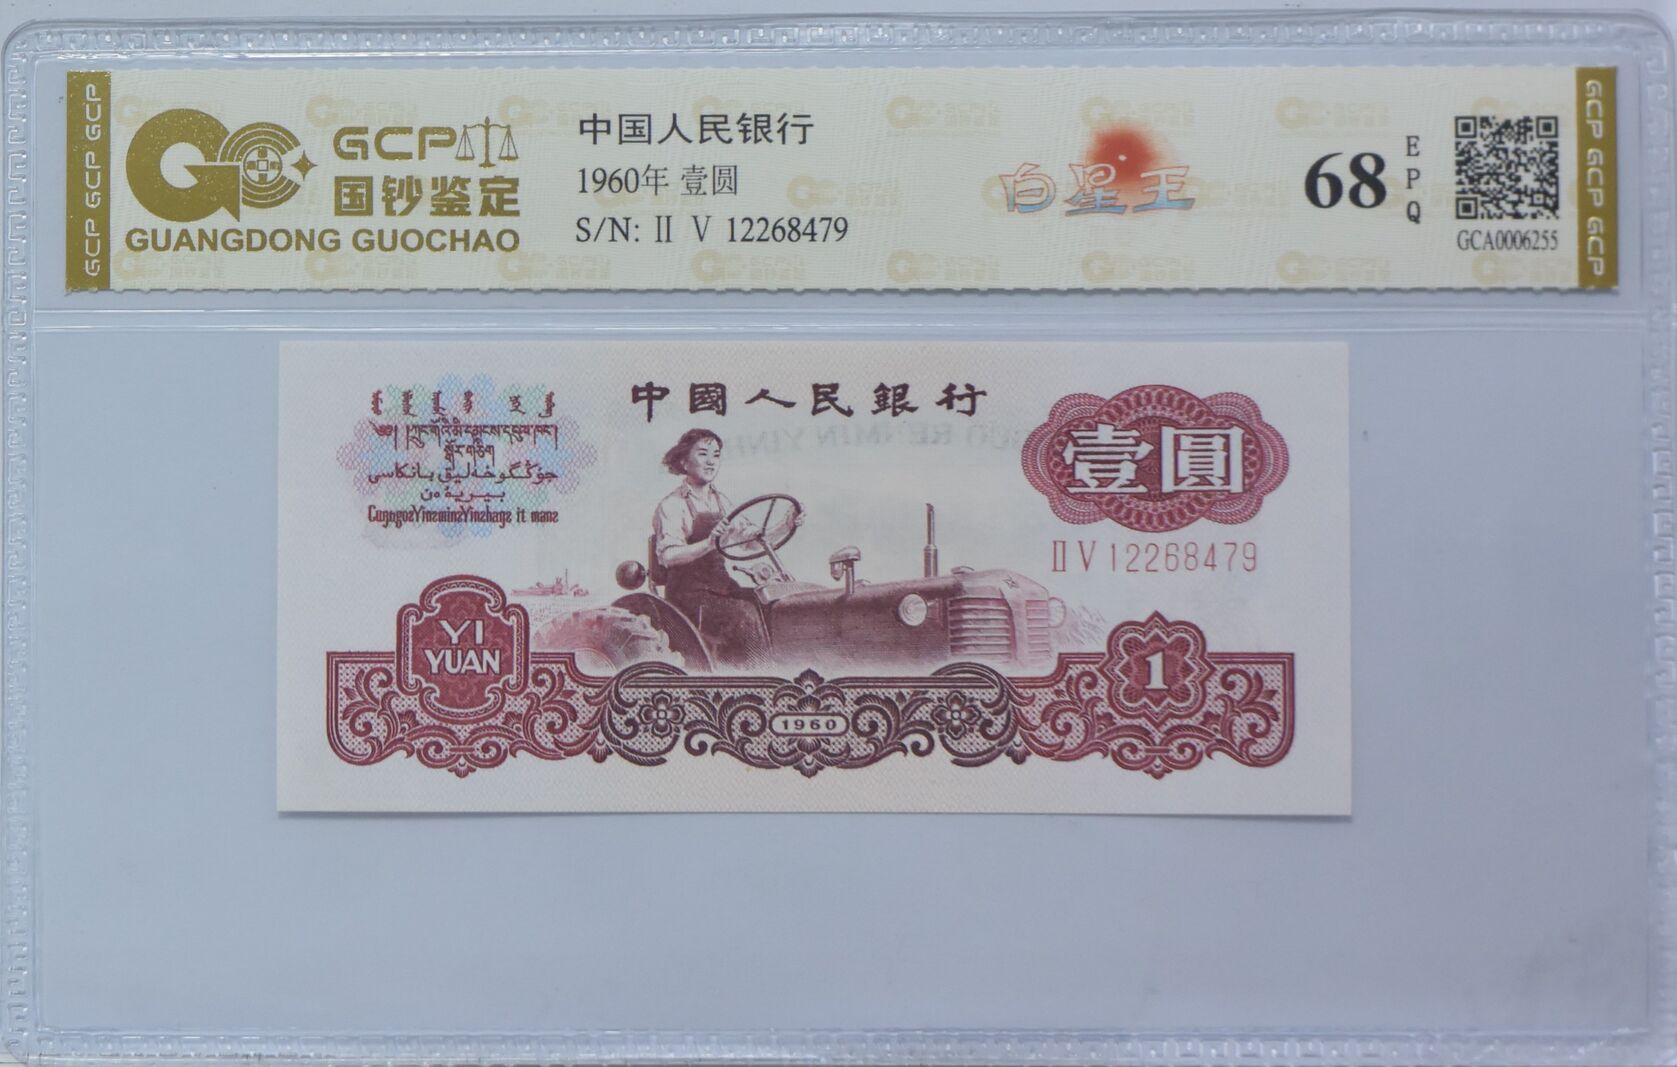 GCP GCP GCP
GCP
国钞鉴定
GUANGDONG GUOCHAO
中国人民银行
1960年 壹圆
S/N: Ⅱ V 12268479
白星王
68
EPQ
GCA0006255
GCP GCP GCP
中國人民銀行
壹圓
ⅡV12268479
YI
YUAN
1960
1